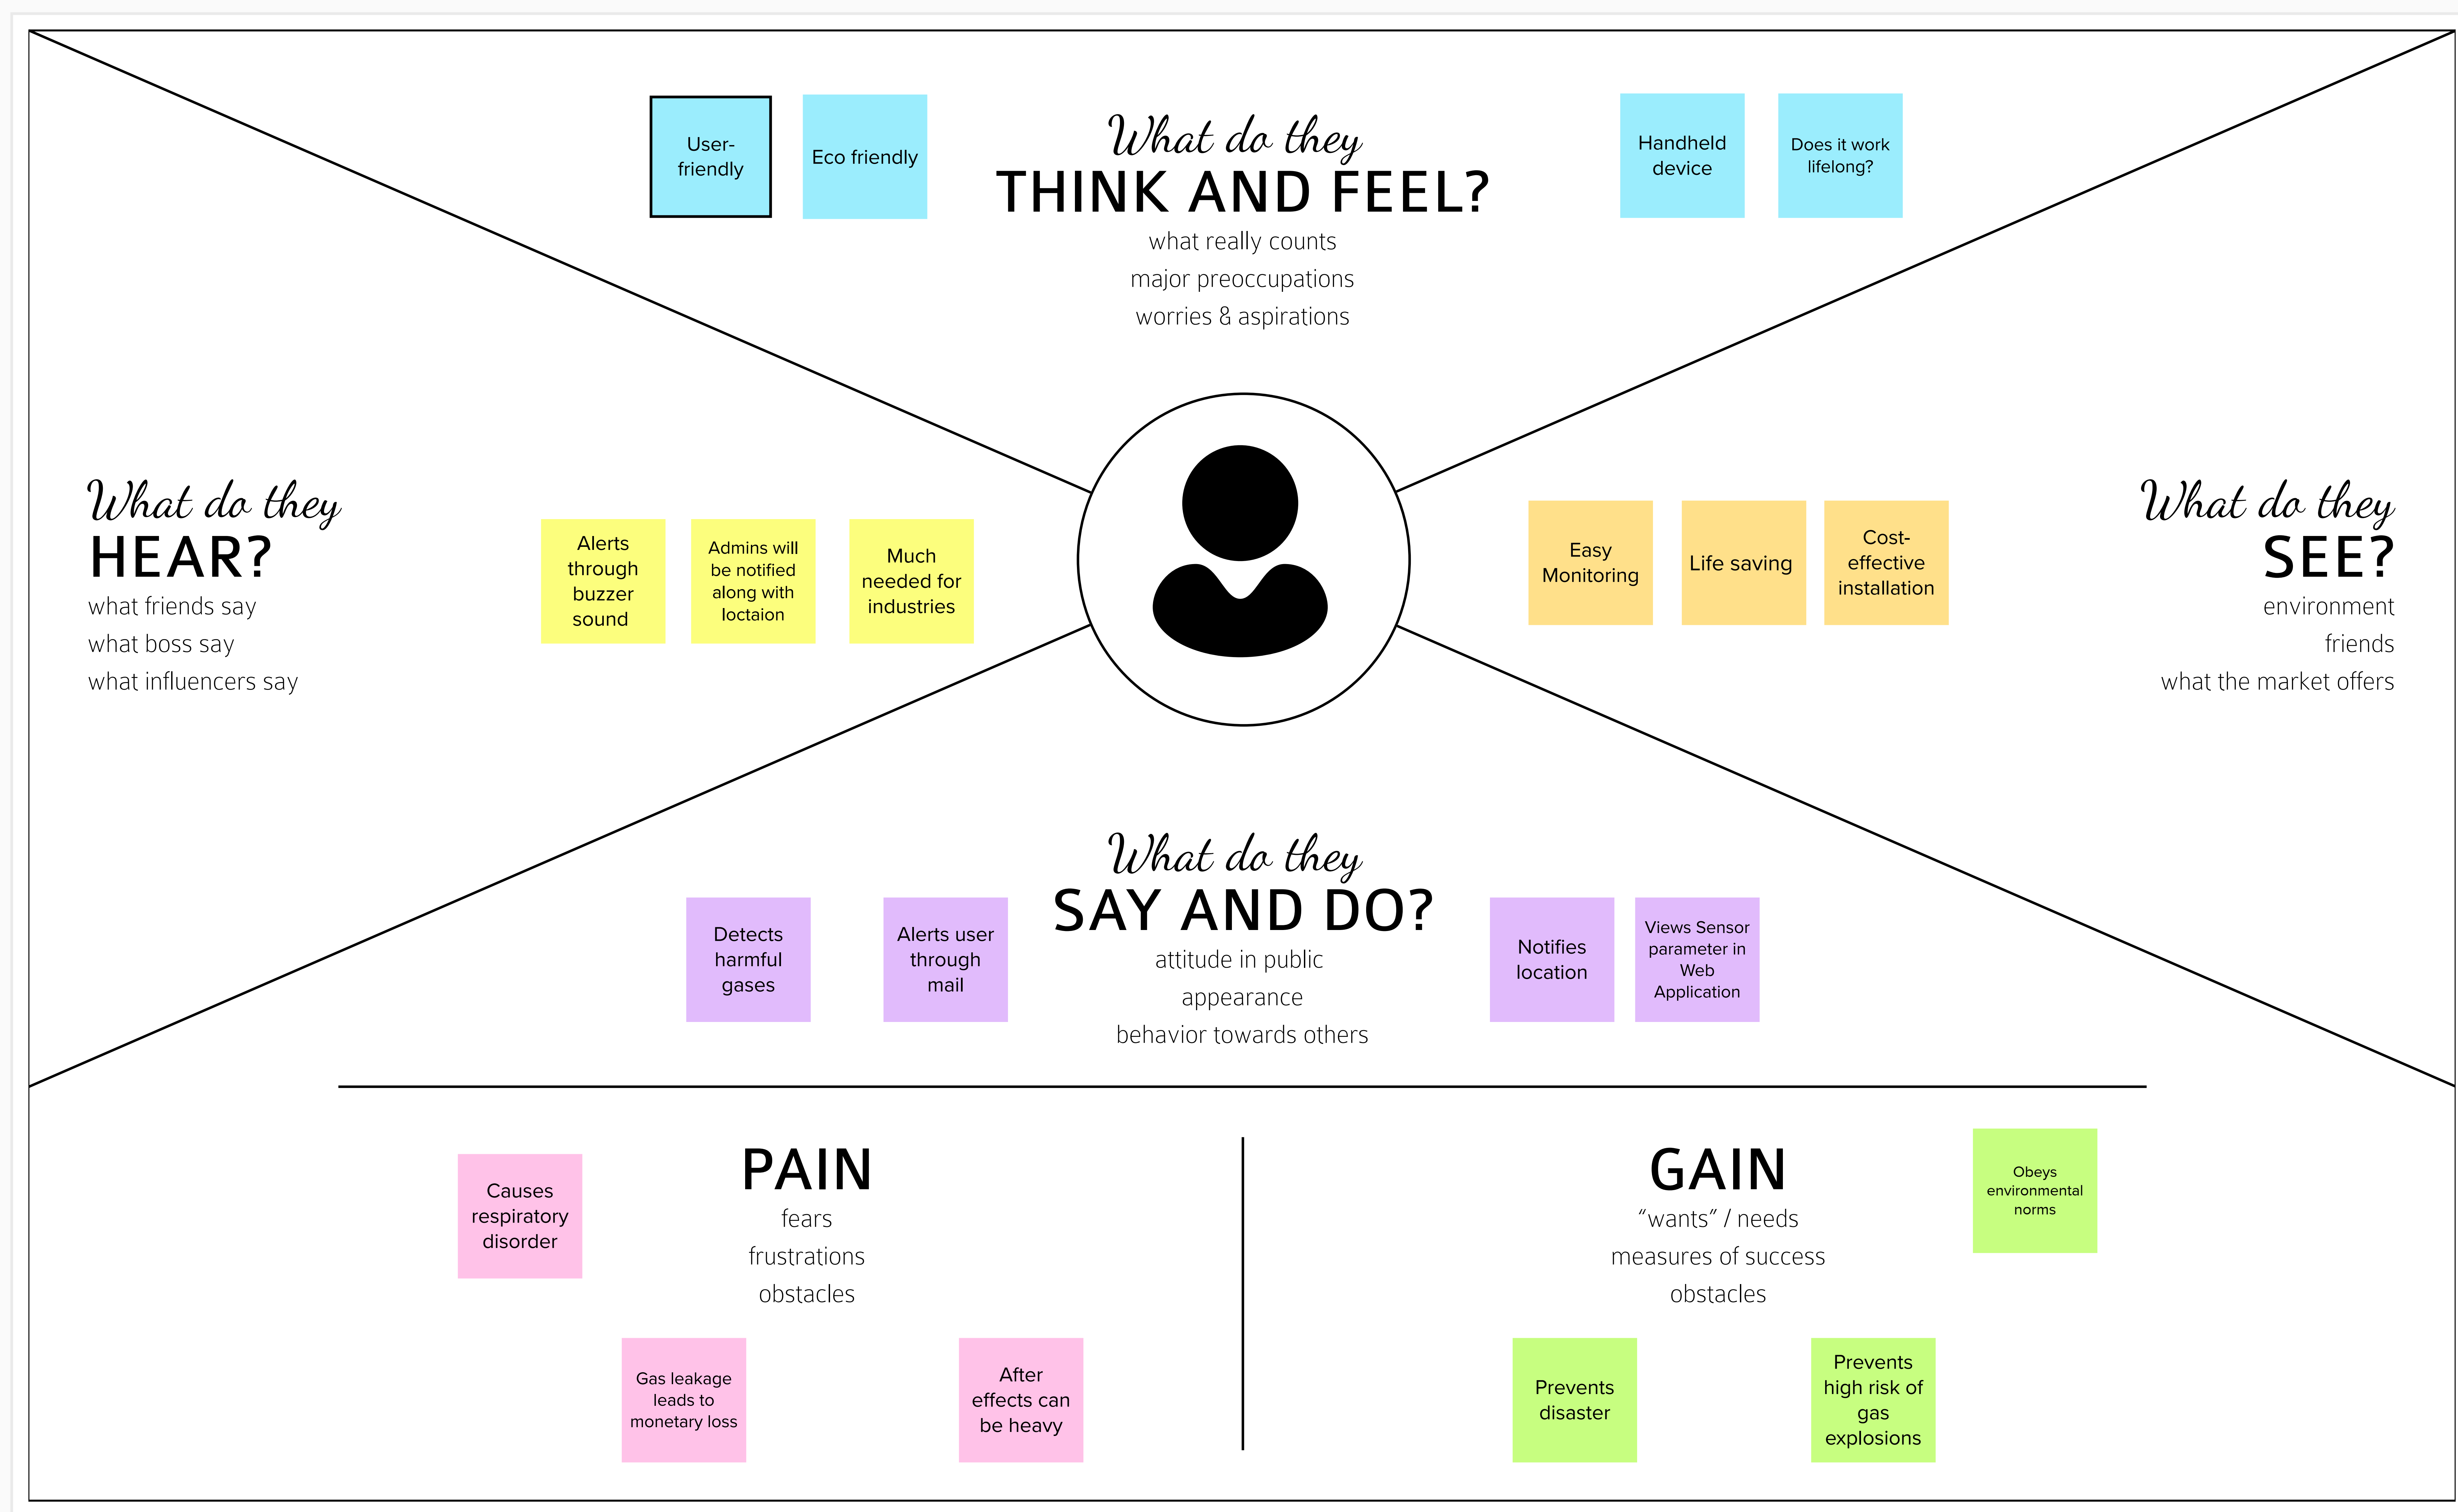 User-
friendly
Eco friendly
What do they
THINK AND FEEL?
what really counts
major preoccupations
worries & aspirations
Handheld
device
Does it work
lifelong?
What do they
HEAR?
what friends say
what boss say
what influencers say
Alerts
through
buzzer
sound
Admins will
be notified
along with
loctaion
Much
needed for
industries
Easy
Monitoring
Life saving
Cost-
effective
installation
What do they
SEE?
environment
friends
what the market offers
What do they
SAY AND DO?
attitude in public
appearance
behavior towards others
Detects
harmful
gases
Alerts user
through
mail
Notifies
location
Views Sensor
parameter in
Web
Application
PAIN
fears
frustrations
obstacles
Causes
respiratory
disorder
Gas leakage
leads to
monetary loss
After
effects can
be heavy
GAIN
“wants” / needs
measures of success
obstacles
Obeys
environmental
norms
Prevents
disaster
Prevents
high risk of
gas
explosions